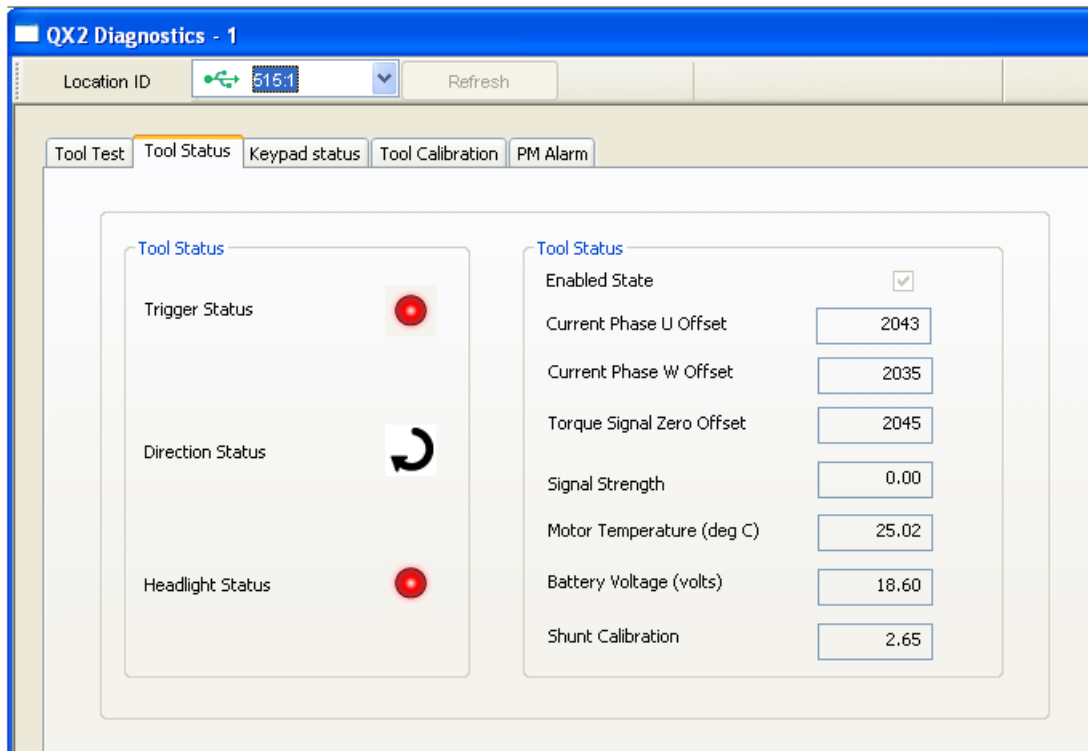 QX2 Diagnostics - 1
Location ID 515:1 Refresh
Tool Test Tool Status Keypad status Tool Calibration PM Alarm
Tool Status
Trigger Status
Direction Status
Headlight Status
Tool Status
Enabled State
Current Phase U Offset 2043
Current Phase W Offset 2035
Torque Signal Zero Offset 2045
Signal Strength 0.00
Motor Temperature (deg C) 25.02
Battery Voltage (volts) 18.60
Shunt Calibration 2.65